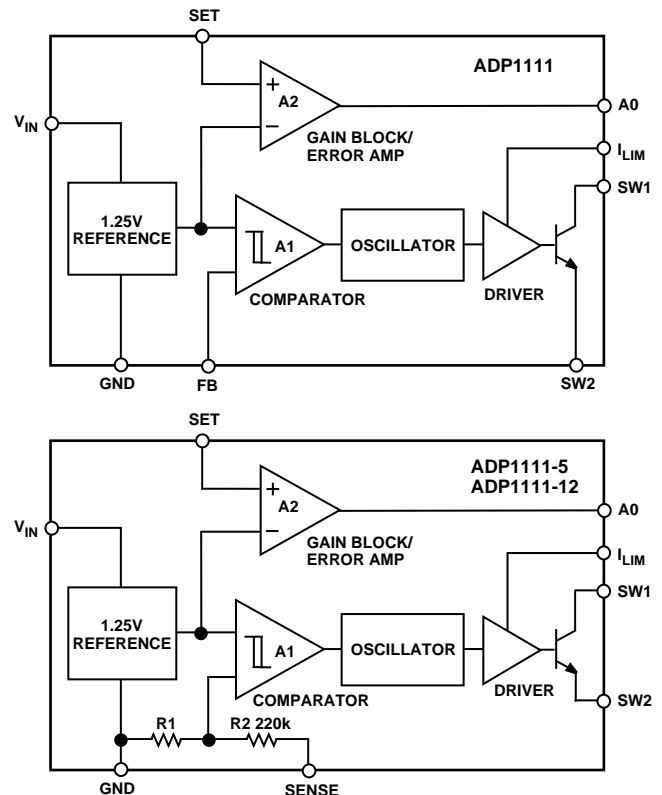 SET
ADP1111
A2
A0
V_IN
GAIN BLOCK/
ERROR AMP
I_LIM
SW1
1.25V
REFERENCE
A1
OSCILLATOR
COMPARATOR
DRIVER
GND
FB
SW2
SET
ADP1111-5
ADP1111-12
+
A2
−
A0
V_IN
GAIN BLOCK/
ERROR AMP
I_LIM
SW1
1.25V
REFERENCE
A1
OSCILLATOR
COMPARATOR
DRIVER
SW2
R1
R2 220k
GND
SENSE